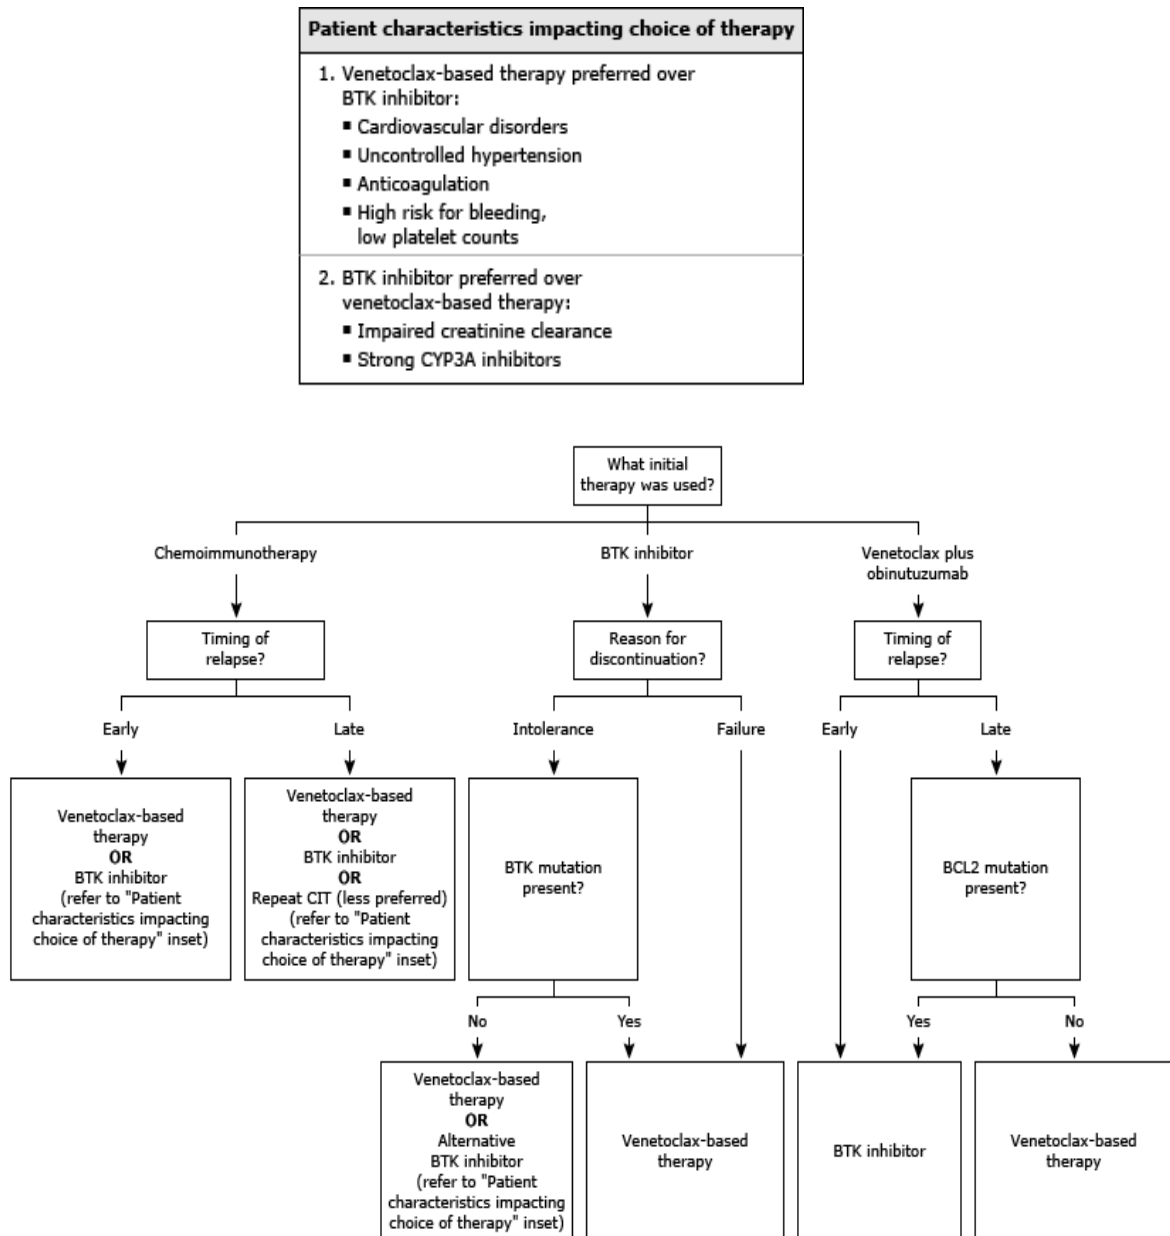 Patient characteristics impacting choice of therapy
1. Venetoclax-based therapy preferred over
BTK inhibitor:
▪ Cardiovascular disorders
▪ Uncontrolled hypertension
▪ Anticoagulation
▪ High risk for bleeding,
low platelet counts
2. BTK inhibitor preferred over
venetoclax-based therapy:
▪ Impaired creatinine clearance
▪ Strong CYP3A inhibitors
What initial
therapy was used?
Chemoimmunotherapy
BTK inhibitor
Venetoclax plus
obinutuzumab
Timing of
relapse?
Reason for
discontinuation?
Timing of
relapse?
Early
Late
Intolerance
Failure
Early
Late
Venetoclax-based
therapy
OR
BTK inhibitor
(refer to "Patient
characteristics impacting
choice of therapy" inset)
Venetoclax-based
therapy
OR
BTK inhibitor
OR
Repeat CIT (less preferred)
(refer to "Patient
characteristics impacting
choice of therapy" inset)
BTK mutation
present?
BCL2 mutation
present?
No
Yes
Yes
No
Venetoclax-based
therapy
OR
Alternative
BTK inhibitor
(refer to "Patient
characteristics impacting
choice of therapy" inset)
Venetoclax-based
therapy
BTK inhibitor
Venetoclax-based
therapy